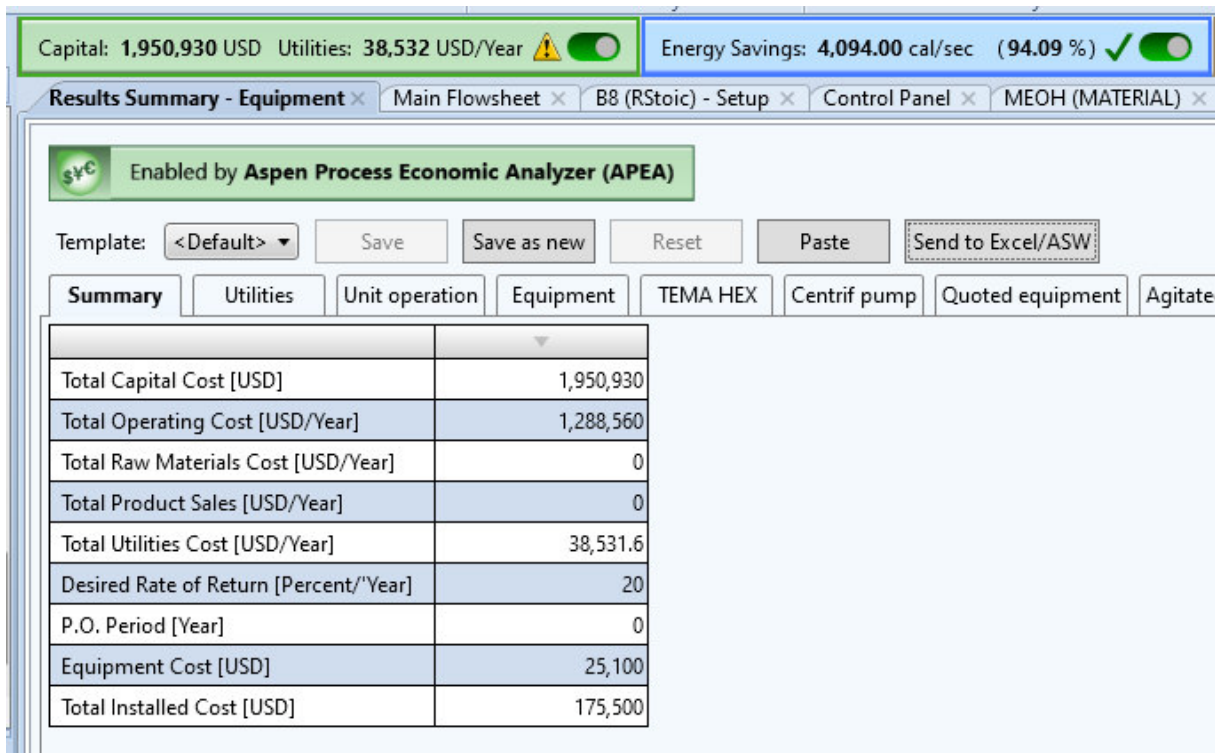 Capital: 1,950,930 USD Utilities: 38,532 USD/Year Energy Savings: 4,094.00 cal/sec (94.09 %)
Results Summary - Equipment × Main Flowsheet × B8 (RStoic) - Setup × Control Panel × MEOH (MATERIAL) ×
$¥€ Enabled by Aspen Process Economic Analyzer (APEA)
Template: <Default> Save Save as new Reset Paste Send to Excel/ASW
Summary Utilities Unit operation Equipment TEMA HEX Centrif pump Quoted equipment Agitate
Total Capital Cost [USD] 1,950,930
Total Operating Cost [USD/Year] 1,288,560
Total Raw Materials Cost [USD/Year] 0
Total Product Sales [USD/Year] 0
Total Utilities Cost [USD/Year] 38,531.6
Desired Rate of Return [Percent/'Year] 20
P.O. Period [Year] 0
Equipment Cost [USD] 25,100
Total Installed Cost [USD] 175,500